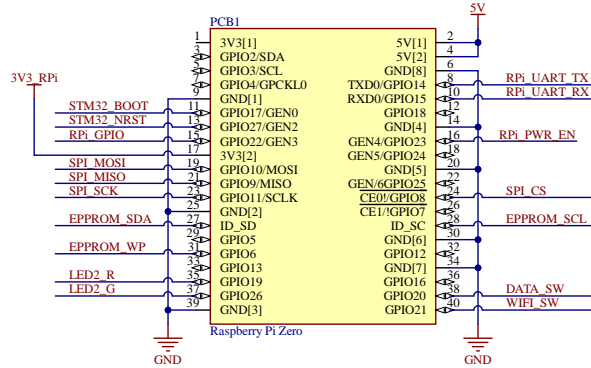 PCB1
5V
1 3V3[1] 5V[1] 2
3 GPIO2/SDA 5V[2] 4
5 GPIO3/SCL GND[8] 6
3V3_RPi 7 GPIO4/GPCKL0 TXD0/GPIO14 8 RPi_UART_TX
9 GND[1] RXD0/GPIO15 10 RPi_UART_RX
STM32_BOOT 11 GPIO17/GEN0 GPIO18 12
STM32_NRST 13 GPIO27/GEN2 GND[4] 14
RPi_GPIO 15 GPIO22/GEN3 GEN4/GPIO23 16 RPi_PWR_EN
17 3V3[2] GEN5/GPIO24 18
SPI_MOSI 19 GPIO10/MOSI GND[5] 20
SPI_MISO 21 GPIO9/MISO GEN/6GPIO25 22
SPI_SCK 23 GPIO11/SCLK CE0!/GPIO8 24 SPI_CS
25 GND[2] CE1/!GPIO7 26
EPPROM_SDA 27 ID_SD ID_SC 28 EPPROM_SCL
29 GPIO5 GND[6] 30
EPPROM_WP 31 GPIO6 GPIO12 32
33 GPIO13 GND[7] 34
LED2_R 35 GPIO19 GPIO16 36
LED2_G 37 GPIO26 GPIO20 38 DATA_SW
39 GND[3] GPIO21 40 WIFI_SW
Raspberry Pi Zero
GND GND